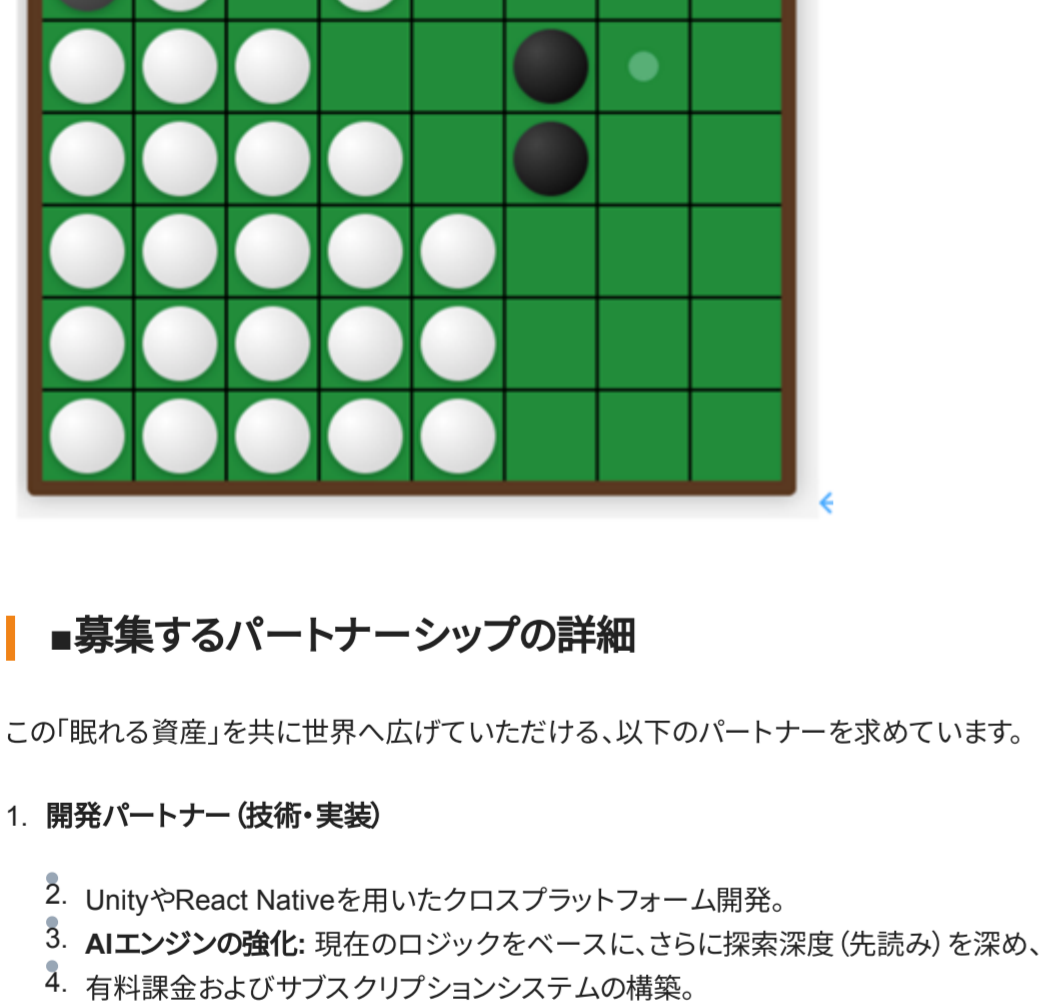 ■募集するパートナーシップの詳細
この「眠れる資産」を共に世界へ広げていただける、以下のパートナーを求めています。
1. 開発パートナー（技術・実装）
2. UnityやReact Nativeを用いたクロスプラットフォーム開発。
3. AIエンジンの強化: 現在のロジックをベースに、さらに探索深度（先読み）を深め、
4. 有料課金およびサブスクリプションシステムの構築。